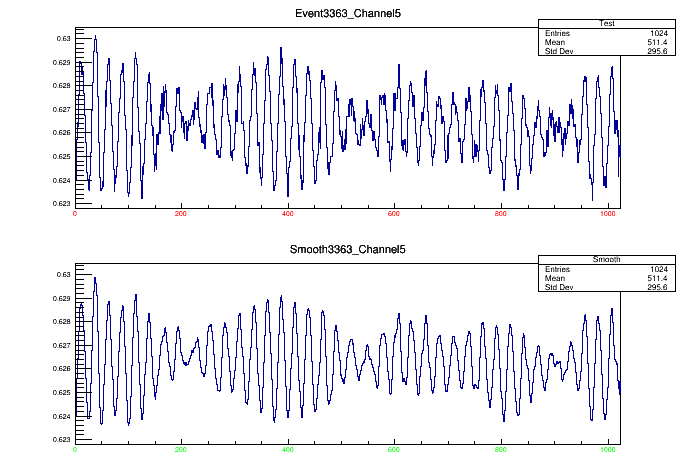 Event3363_Channel5
Test
Entries 1024
Mean 511.4
Std Dev 295.6
0.63
0.629
0.628
0.627
0.626
0.625
0.624
0.623
0 200 400 600 800 1000
Smooth3363_Channel5
Smooth
Entries 1024
Mean 511.4
Std Dev 295.6
0.63
0.629
0.628
0.627
0.626
0.625
0.624
0.623
0 200 400 600 800 1000